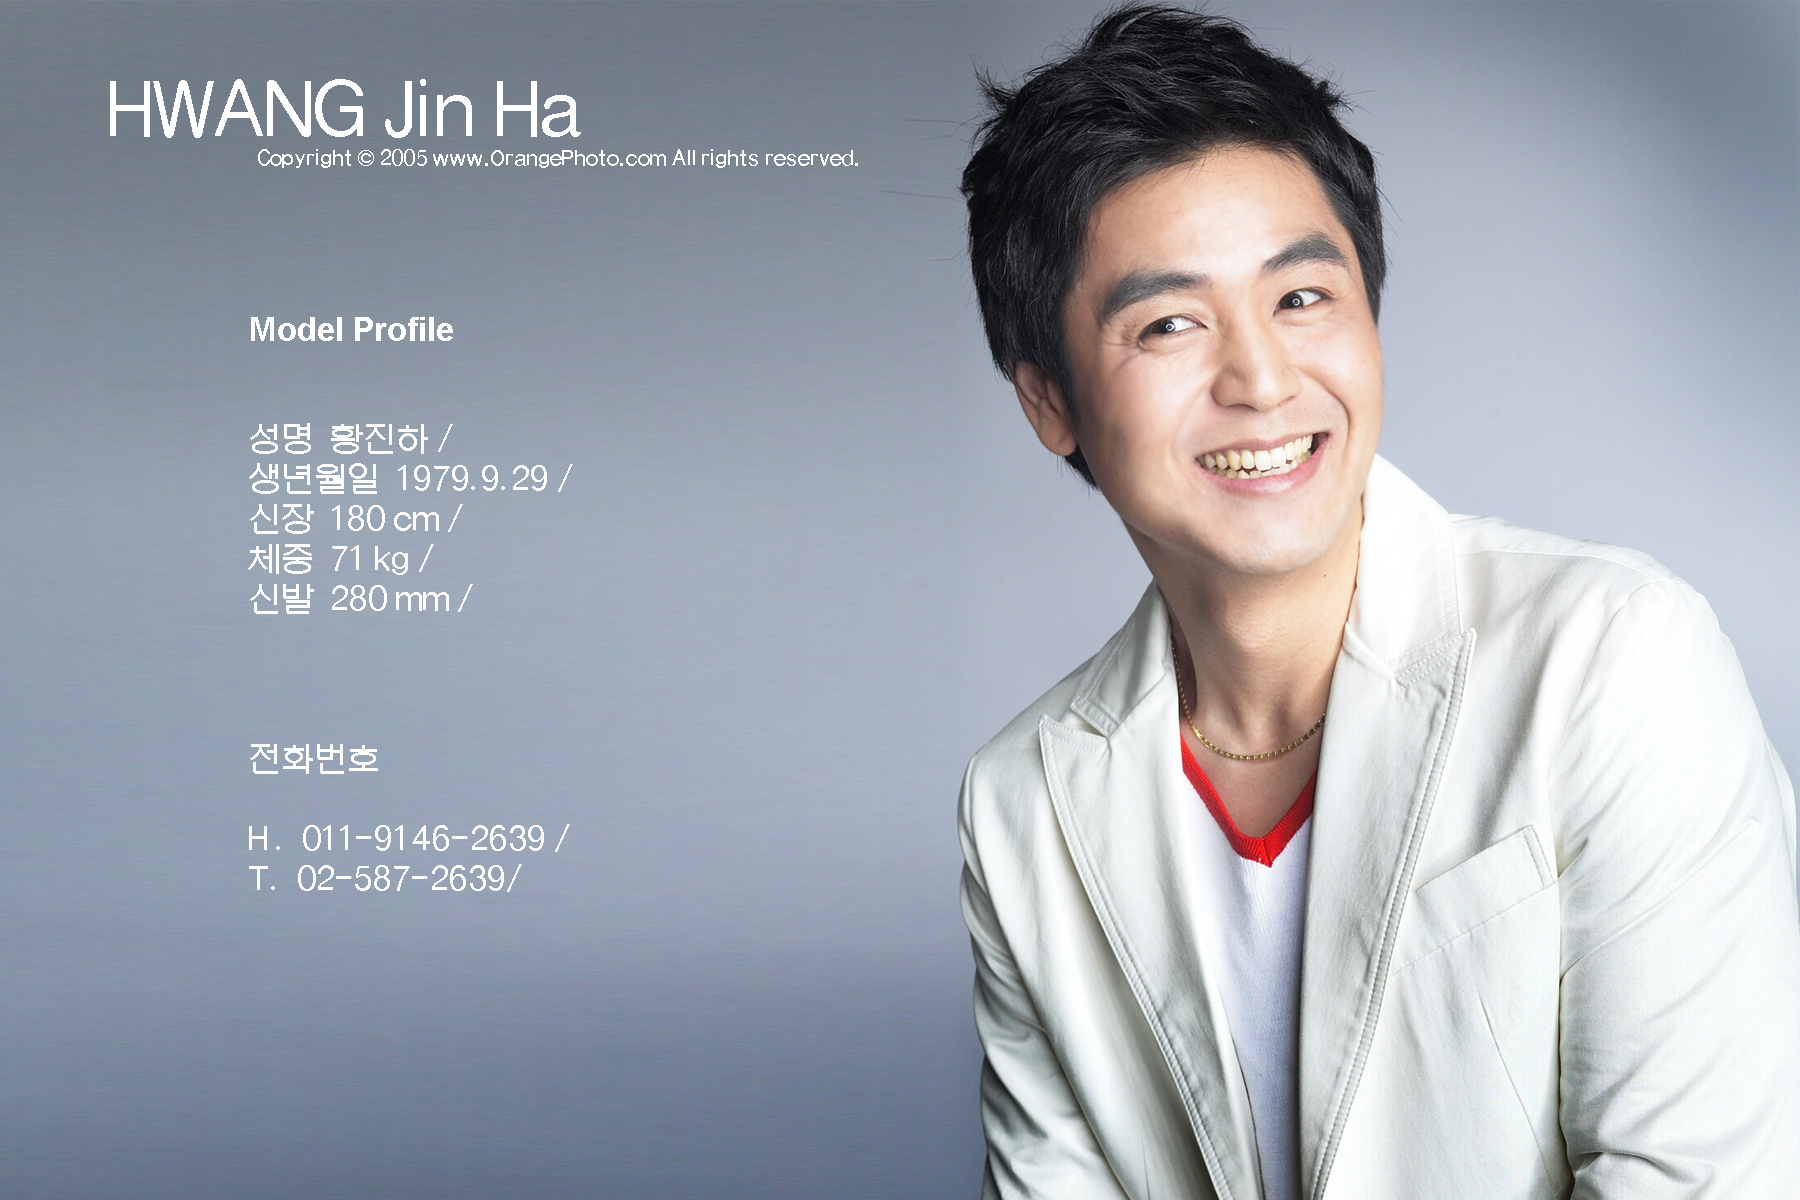 HWANG Jin Ha
Copyright © 2005 www.OrangePhoto.com All rights reserved.
Model Profile
성명 황진하 /
생년월일 1979.9.29 /
신장 180 cm /
체중 71 kg /
신발 280 mm /
전화번호
H. 011-9146-2639 /
T. 02-587-2639/